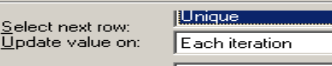 Unique
Select next row:
Update value on:
Each iteration